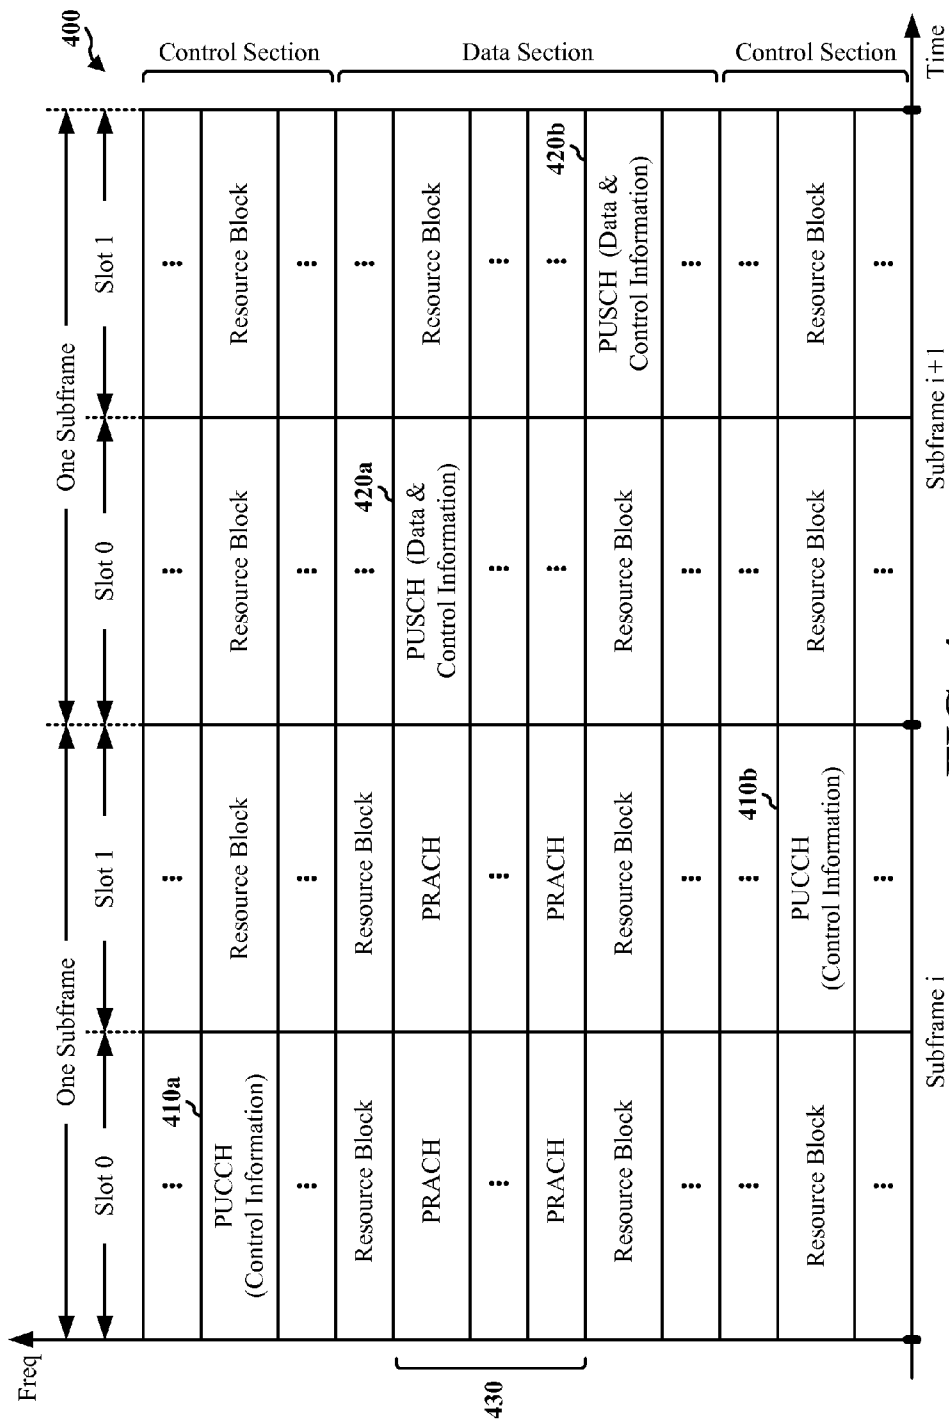 400
Freq
One Subframe
One Subframe
Slot 0
Slot 1
Slot 0
Slot 1
Control Section
...
410a
...
...
...
PUCCH
(Control Information)
Resource Block
Resource Block
Resource Block
...
...
...
...
Data Section
Resource Block
Resource Block
...
420a
...
430
PRACH
PRACH
PUSCH (Data &
Control Information)
Resource Block
...
...
...
...
PRACH
PRACH
...
...
420b
Resource Block
Resource Block
Resource Block
PUSCH (Data &
Control Information)
...
...
...
...
Control Section
...
...
410b
...
...
Resource Block
PUCCH
(Control Information)
Resource Block
Resource Block
...
...
...
...
Subframe i
Subframe i+1
Time